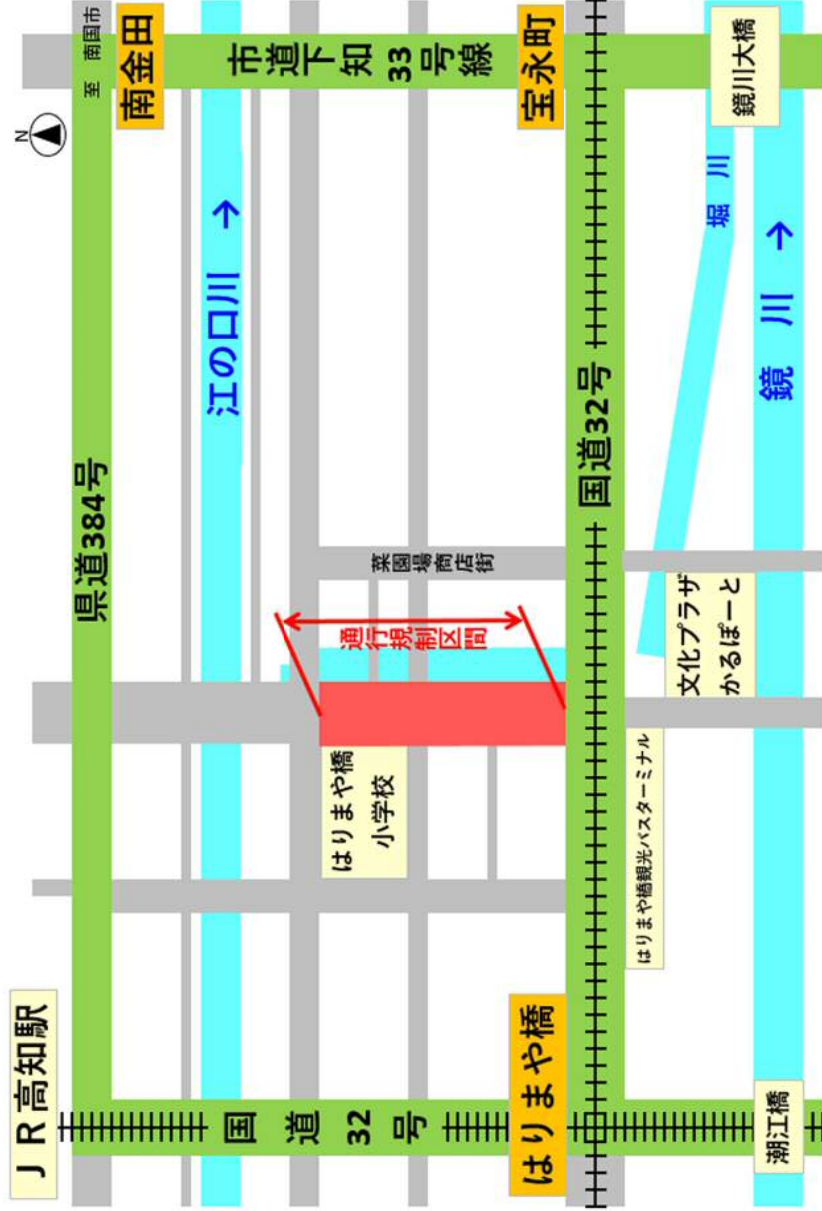 ＪＲ高知駅
県道384号
至 南国市
N
南金田
江の口川 →
市道下知33号線
国道32号
はりまや橋
小学校
通行規制区間
菜園場商店街
はりまや橋
国道32号
宝永町
はりまや橋観光バスターミナル
文化プラザ
かるぽーと
堀川
鏡川大橋
潮江橋
鏡川 →